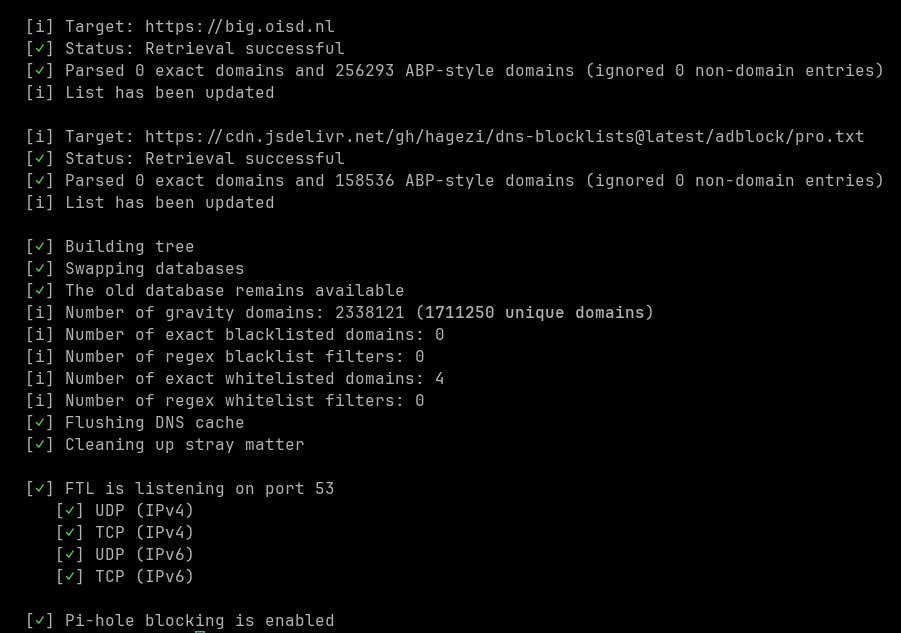 [i] Target: https://big.oisd.nl
[✓] Status: Retrieval successful
[✓] Parsed 0 exact domains and 256293 ABP-style domains (ignored 0 non-domain entries)
[i] List has been updated
[i] Target: https://cdn.jsdelivr.net/gh/hagezi/dns-blocklists@latest/adblock/pro.txt
[✓] Status: Retrieval successful
[✓] Parsed 0 exact domains and 158536 ABP-style domains (ignored 0 non-domain entries)
[i] List has been updated
[✓] Building tree
[✓] Swapping databases
[✓] The old database remains available
[i] Number of gravity domains: 2338121 (1711250 unique domains)
[i] Number of exact blacklisted domains: 0
[i] Number of regex blacklist filters: 0
[i] Number of exact whitelisted domains: 4
[i] Number of regex whitelist filters: 0
[✓] Flushing DNS cache
[✓] Cleaning up stray matter
[✓] FTL is listening on port 53
[✓] UDP (IPv4)
[✓] TCP (IPv4)
[✓] UDP (IPv6)
[✓] TCP (IPv6)
[✓] Pi-hole blocking is enabled